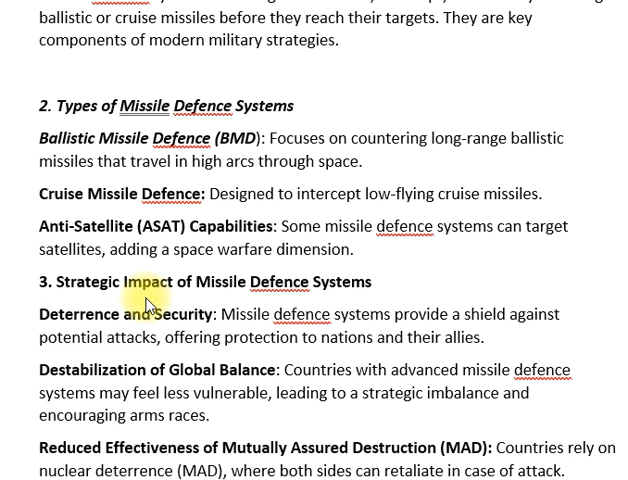 ballistic or cruise missiles before they reach their targets. They are key
components of modern military strategies.
2. Types of Missile Defence Systems
Ballistic Missile Defence (BMD): Focuses on countering long-range ballistic
missiles that travel in high arcs through space.
Cruise Missile Defence: Designed to intercept low-flying cruise missiles.
Anti-Satellite (ASAT) Capabilities: Some missile defence systems can target
satellites, adding a space warfare dimension.
3. Strategic Impact of Missile Defence Systems
Deterrence and Security: Missile defence systems provide a shield against
potential attacks, offering protection to nations and their allies.
Destabilization of Global Balance: Countries with advanced missile defence
systems may feel less vulnerable, leading to a strategic imbalance and
encouraging arms races.
Reduced Effectiveness of Mutually Assured Destruction (MAD): Countries rely on
nuclear deterrence (MAD), where both sides can retaliate in case of attack.